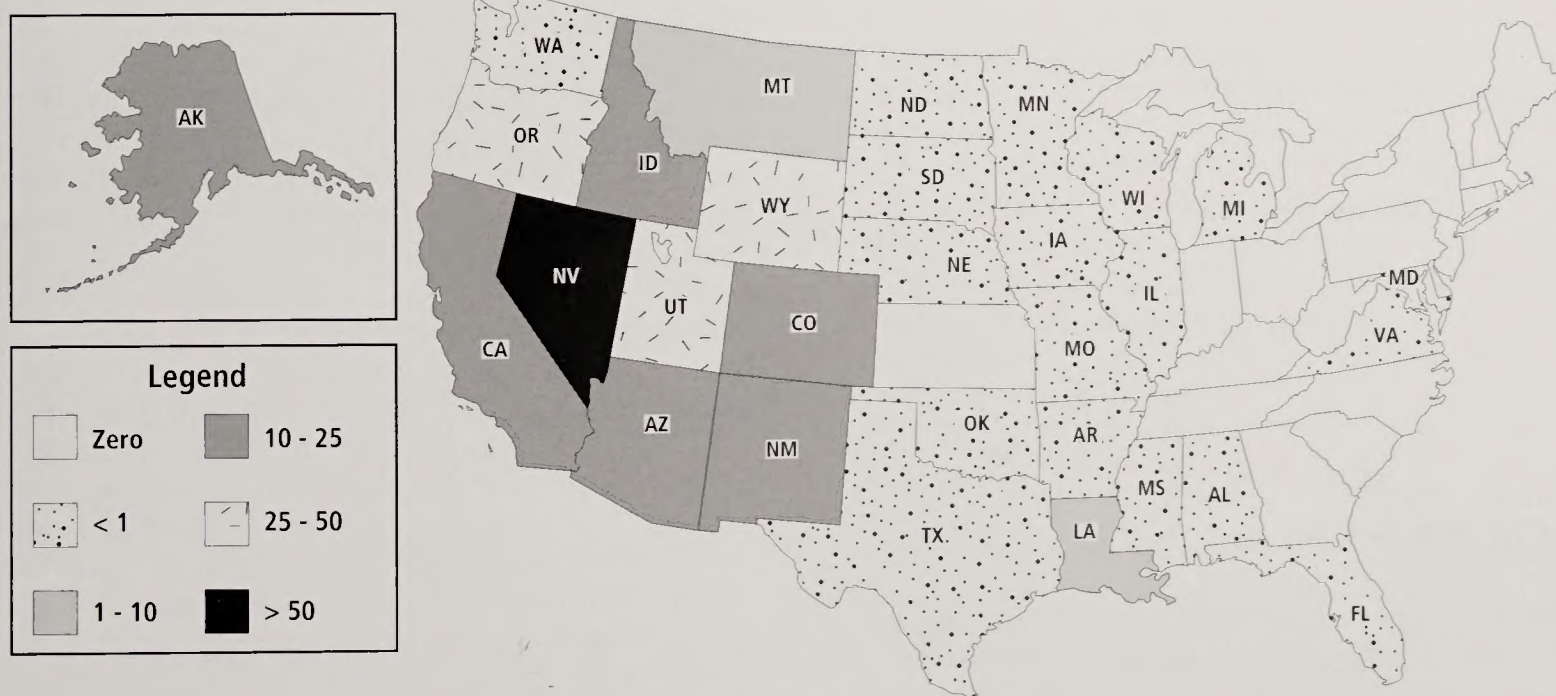 AK
Legend
Zero
10 - 25
< 1
25 - 50
1 - 10
> 50
WA
MT
ND
MN
OR
ID
SD
WI
MI
WY
IA
NE
NV
MD
UT
IL
CO
VA
CA
MO
AZ
OK
AR
NM
MS
AL
TX
LA
FL